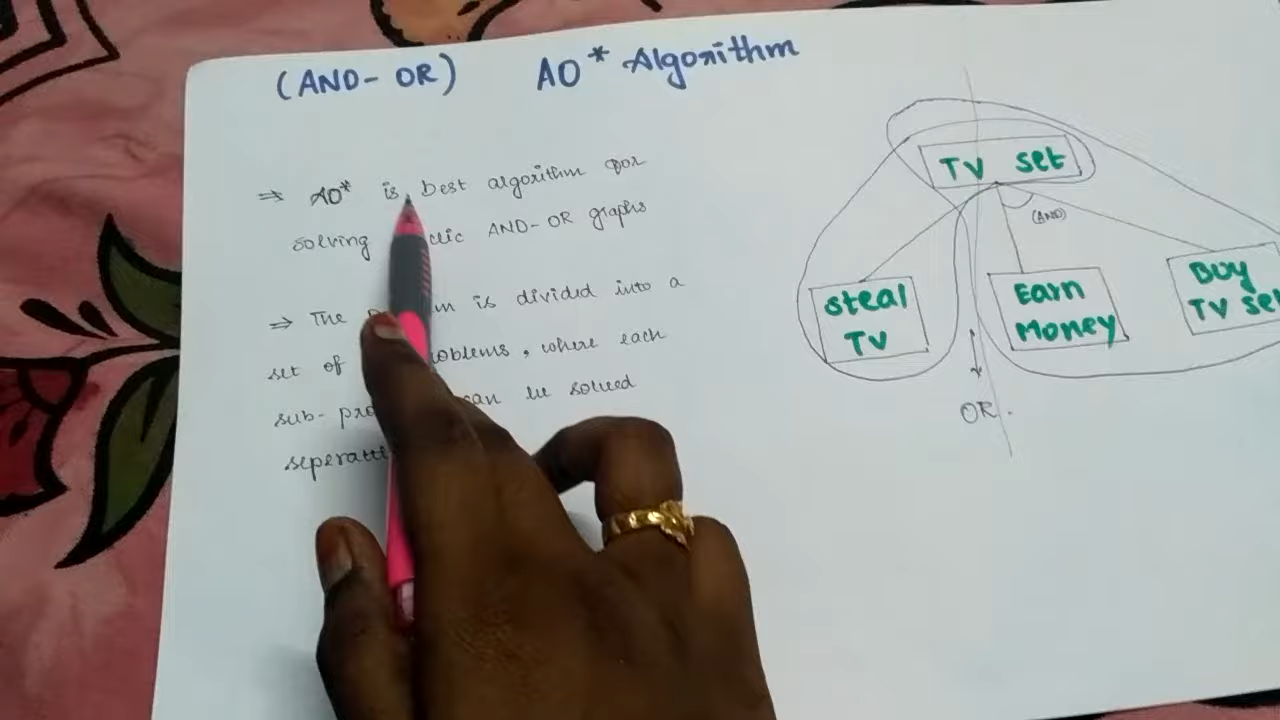 (AND-OR) AO* Algorithm
⇒ AO* is best algorithm for
solving AND-OR graphs
⇒ The is divided into a
set of , where each
can be solved
TV set
(AND)
Steal
TV
Earn
Money
Buy
TV set
OR.